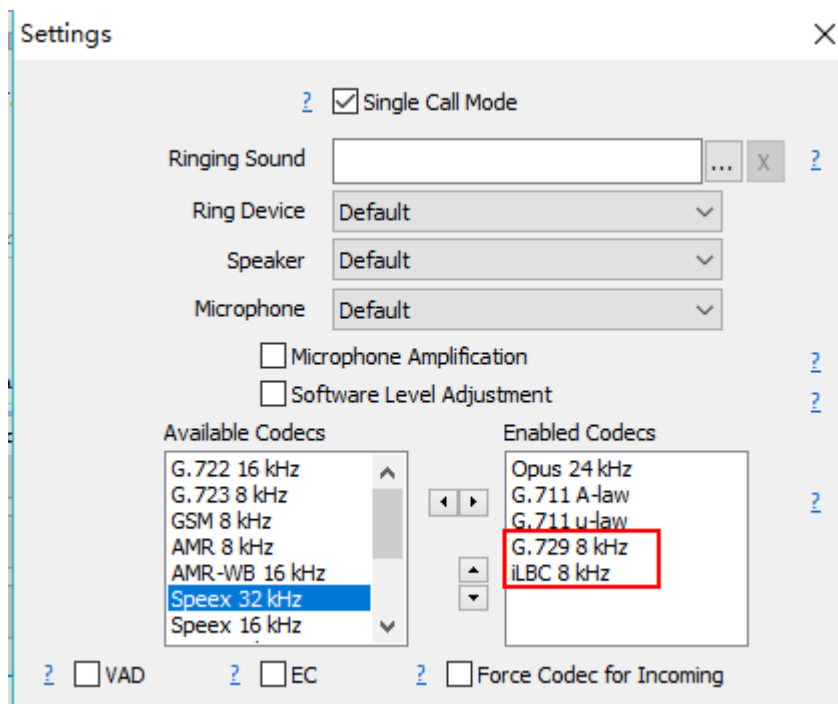 Settings
? Single Call Mode
Ringing Sound ... X ?
Ring Device Default
Speaker Default
Microphone Default
Microphone Amplification ?
Software Level Adjustment ?
Available Codecs
G.722 16 kHz
G.723 8 kHz
GSM 8 kHz
AMR 8 kHz
AMR-WB 16 kHz
Speex 32 kHz
Speex 16 kHz
Enabled Codecs
Opus 24 kHz
G.711 A-law
G.711 u-law
G.729 8 kHz
iLBC 8 kHz
?
? VAD ? EC ? Force Codec for Incoming